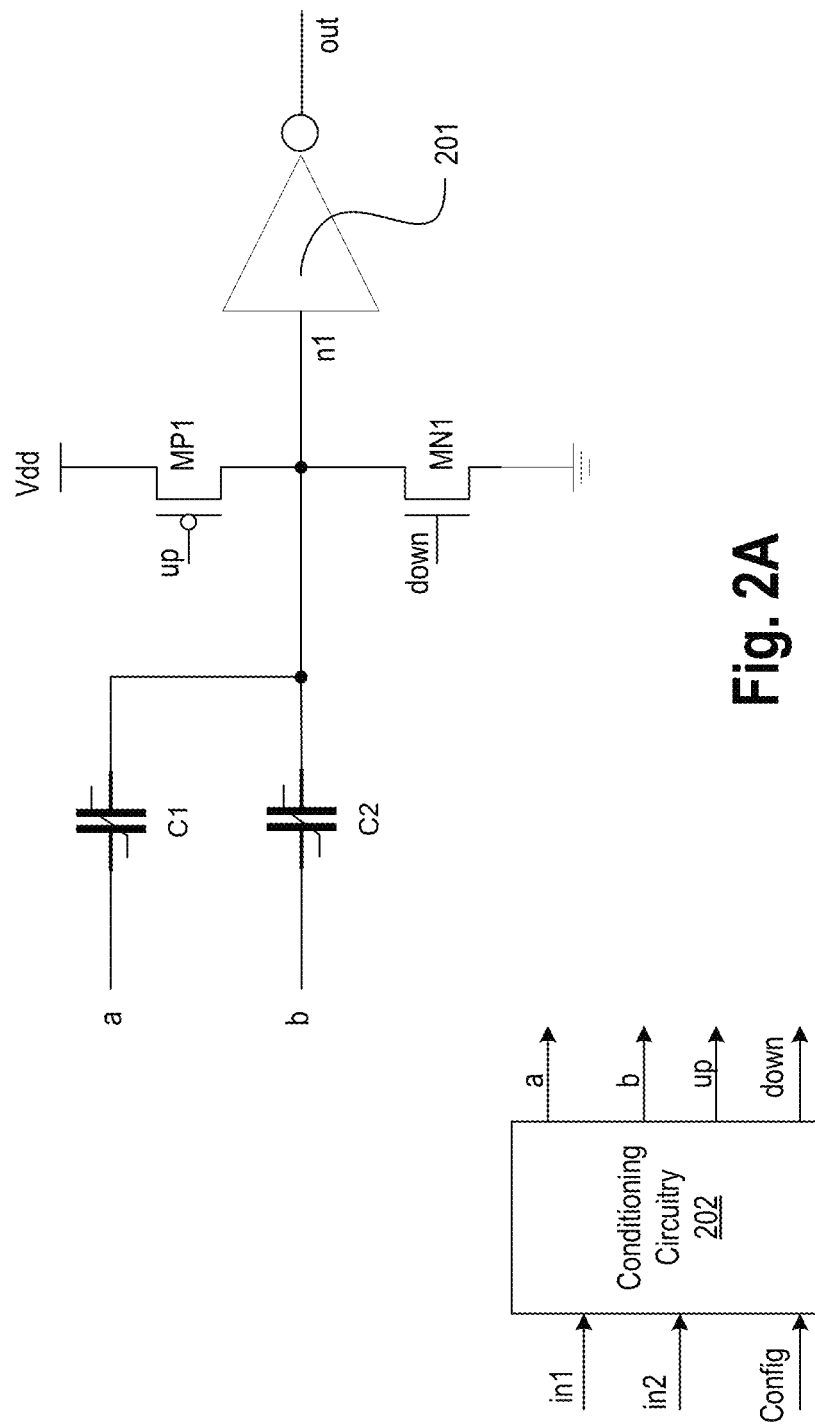 Vdd
up
MP1
a
C1
b
C2
n1
out
201
down
MN1
in1
in2
Config
Conditioning
Circuitry
202
a
b
up
down
Fig. 2A